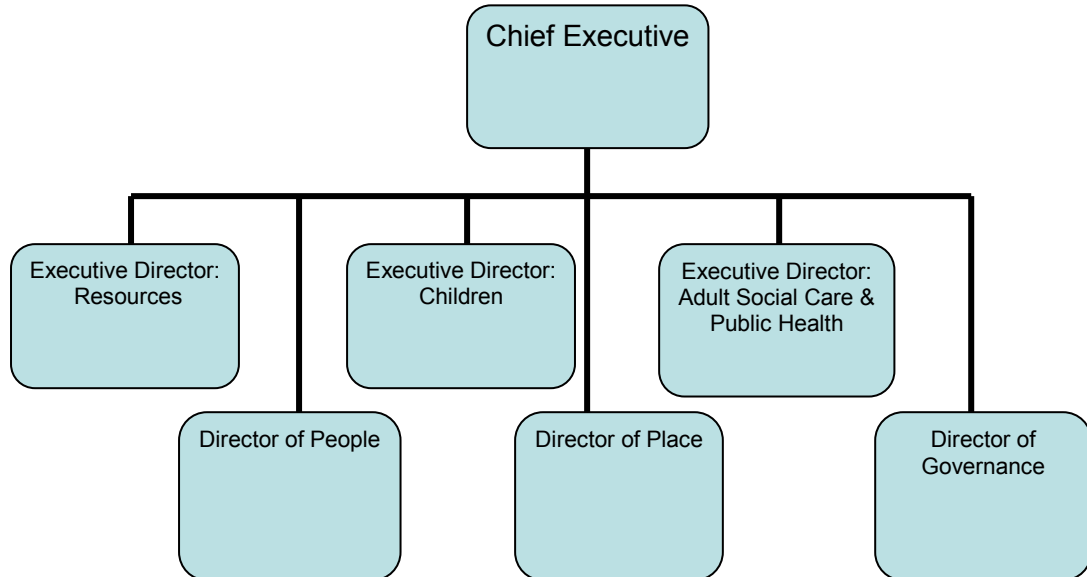 Chief Executive
Executive Director:
Resources
Executive Director:
Children
Executive Director:
Adult Social Care &
Public Health
Director of People
Director of Place
Director of
Governance